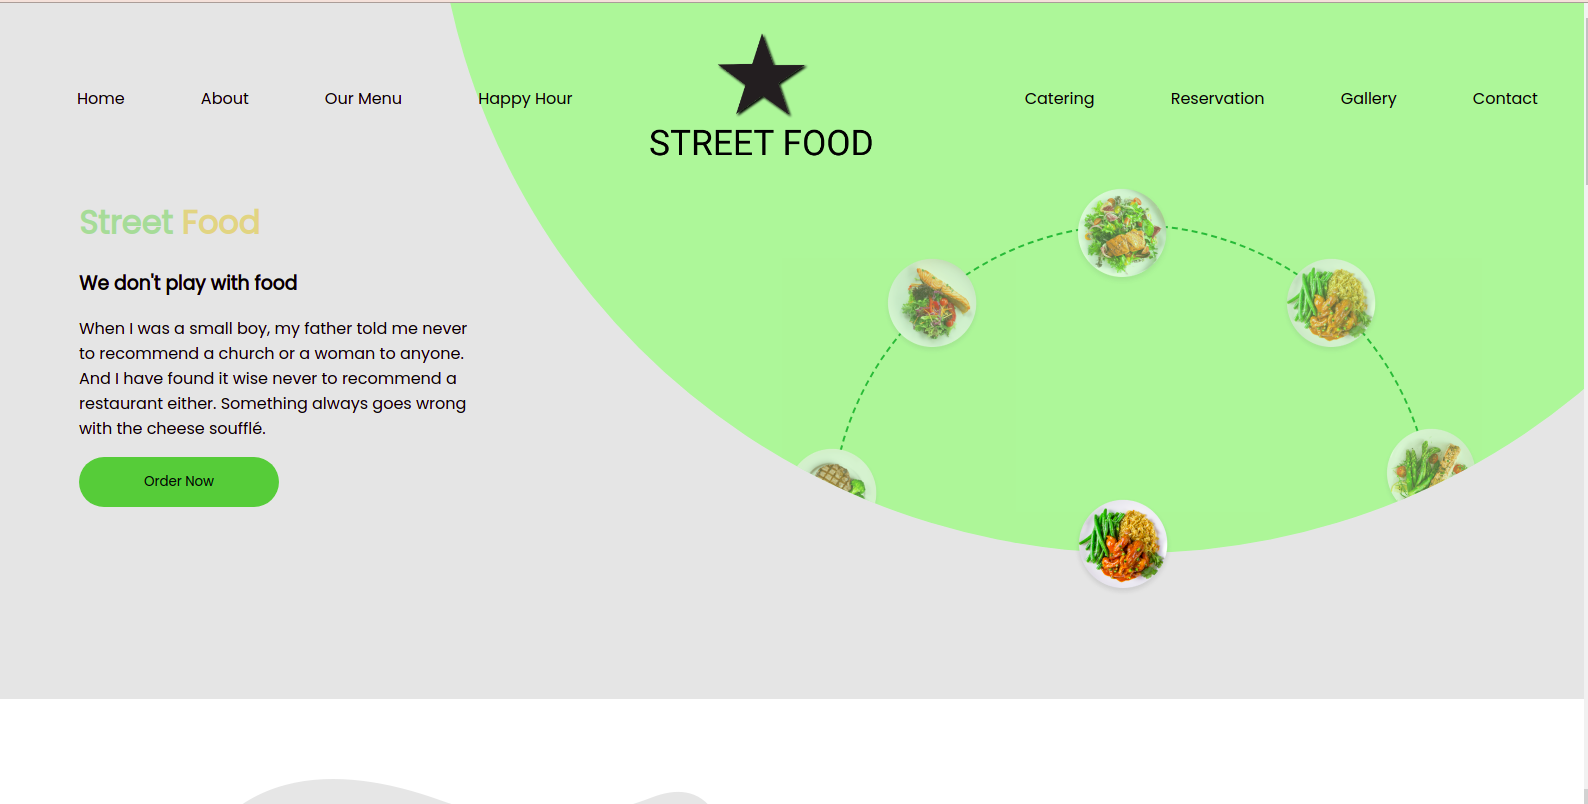 Home About Our Menu Happy Hour Catering Reservation Gallery Contact
STREET FOOD
Street Food
We don't play with food
When I was a small boy, my father told me never
to recommend a church or a woman to anyone.
And I have found it wise never to recommend a
restaurant either. Something always goes wrong
with the cheese soufflé.
Order Now